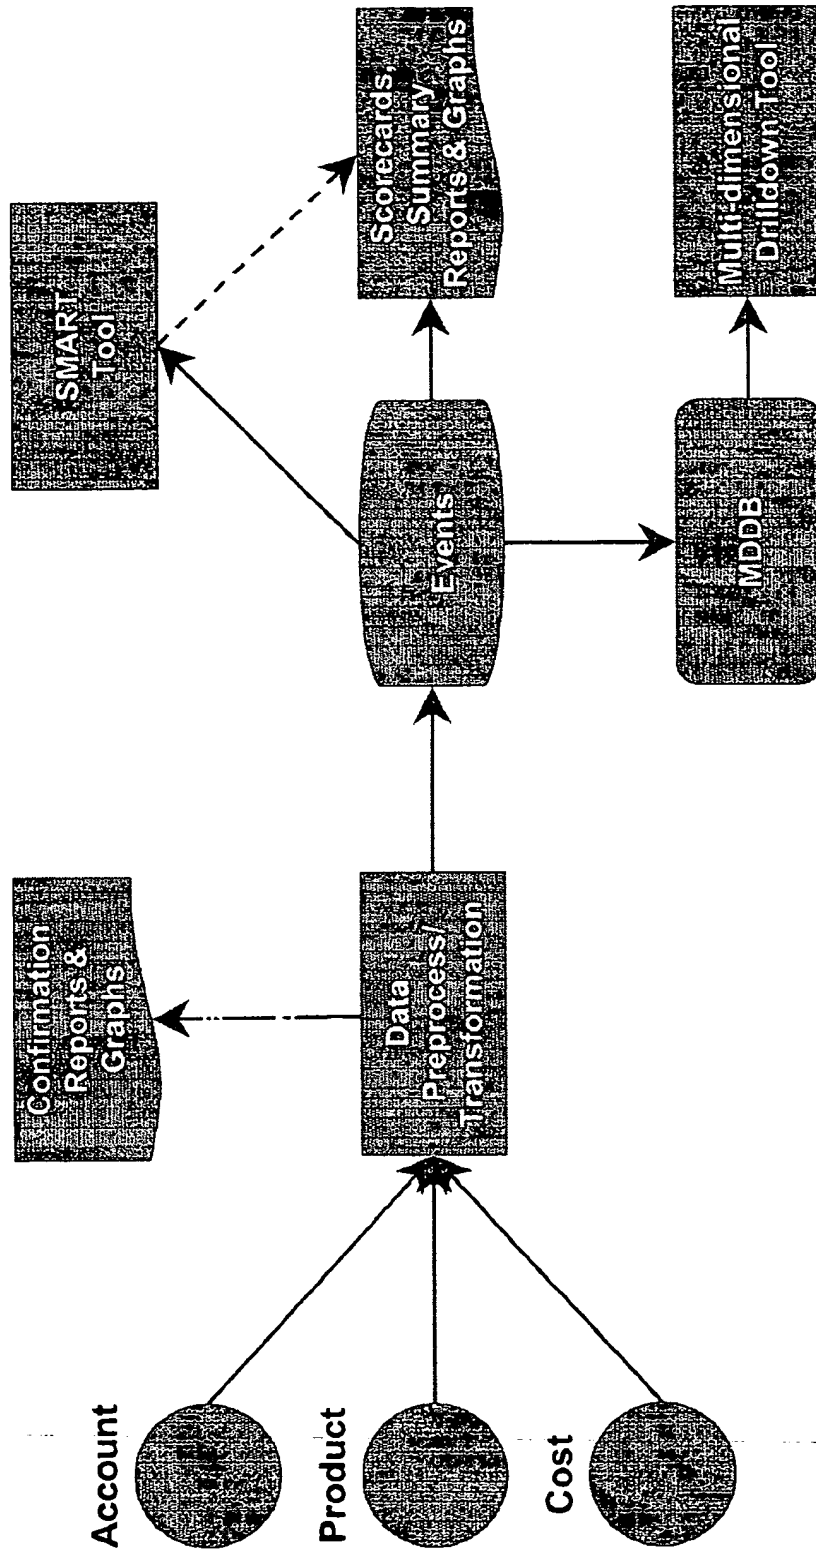 Account
Product
Cost
Confirmation
Reports &
Graphs
Data
Preprocess/
Transformation
SMART
Tool
Events
MDDB
Scorecards,
Summary
Reports & Graphs
Multi-dimensional
Drilldown Tool